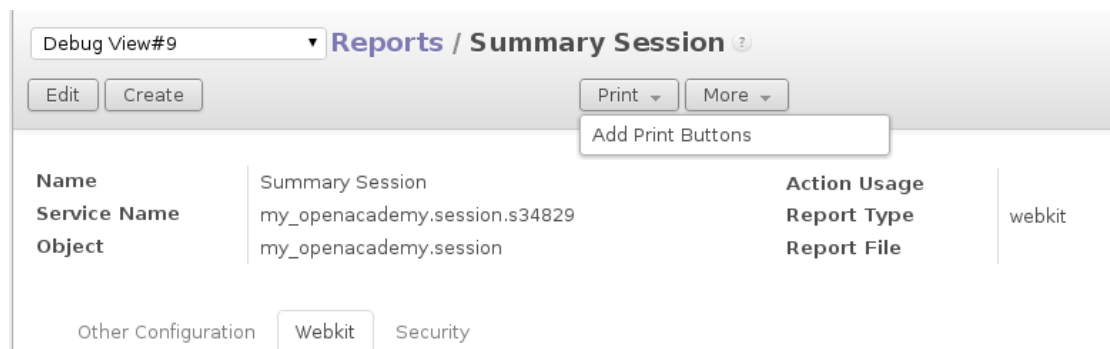 Debug View#9 Reports / Summary Session ?
Edit Create Print More
Add Print Buttons
Name Summary Session Action Usage
Service Name my_openacademy.session.s34829 Report Type webkit
Object my_openacademy.session Report File
Other Configuration Webkit Security